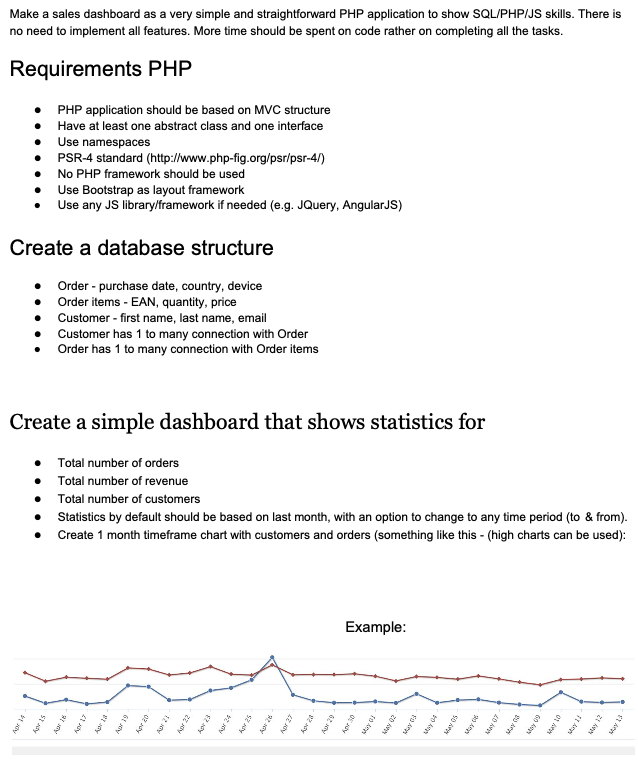 Make a sales dashboard as a very simple and straightforward PHP application to show SQL/PHP/JS skills. There is
no need to implement all features. More time should be spent on code rather on completing all the tasks.
Requirements PHP
● PHP application should be based on MVC structure
● Have at least one abstract class and one interface
● Use namespaces
● PSR-4 standard (http://www.php-fig.org/psr/psr-4/)
● No PHP framework should be used
● Use Bootstrap as layout framework
● Use any JS library/framework if needed (e.g. JQuery, AngularJS)
Create a database structure
● Order - purchase date, country, device
● Order items - EAN, quantity, price
● Customer - first name, last name, email
● Customer has 1 to many connection with Order
● Order has 1 to many connection with Order items
Create a simple dashboard that shows statistics for
● Total number of orders
● Total number of revenue
● Total number of customers
● Statistics by default should be based on last month, with an option to change to any time period (to & from).
● Create 1 month timeframe chart with customers and orders (something like this - (high charts can be used):
Example:
Apr 14
Apr 15
Apr 16
Apr 17
Apr 18
Apr 19
Apr 20
Apr 21
Apr 22
Apr 23
Apr 24
Apr 25
Apr 26
Apr 27
Apr 28
Apr 29
Apr 30
May 01
May 02
May 03
May 04
May 05
May 06
May 07
May 08
May 09
May 10
May 11
May 12
May 13